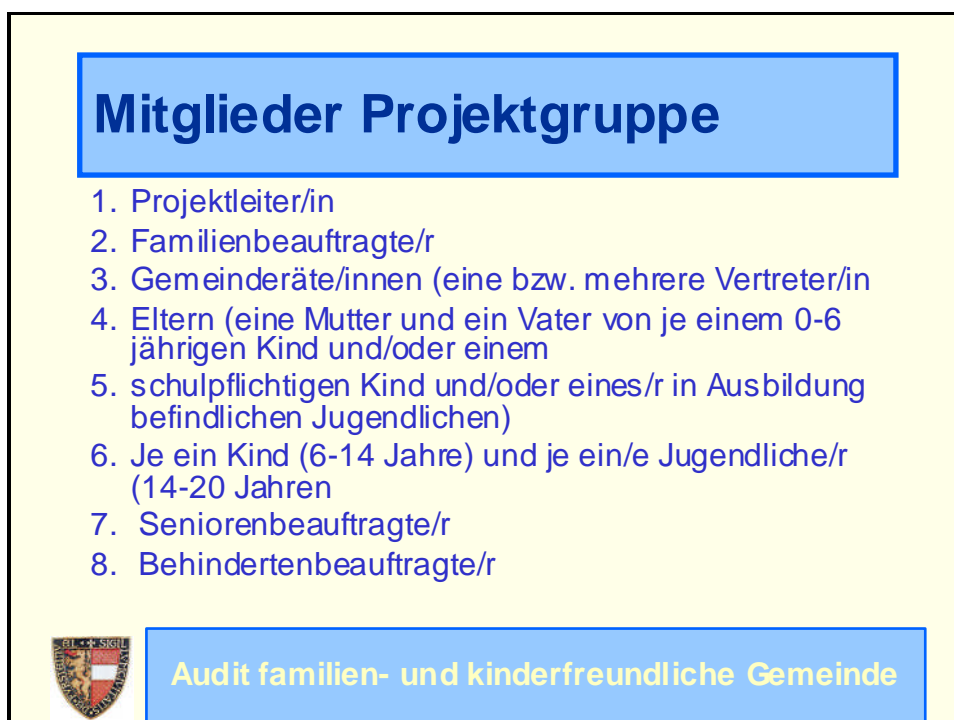 Mitglieder Projektgruppe
1. Projektleiter/in
2. Familienbeauftragte/r
3. Gemeinderäte/innen (eine bzw. mehrere Vertreter/in
4. Eltern (eine Mutter und ein Vater von je einem 0-6
jährigen Kind und/oder einem
5. schulpflichtigen Kind und/oder eines/r in Ausbildung
befindlichen Jugendlichen)
6. Je ein Kind (6-14 Jahre) und je ein/e Jugendliche/r
(14-20 Jahren
7. Seniorenbeauftragte/r
8. Behindertenbeauftragte/r
Audit familien- und kinderfreundliche Gemeinde